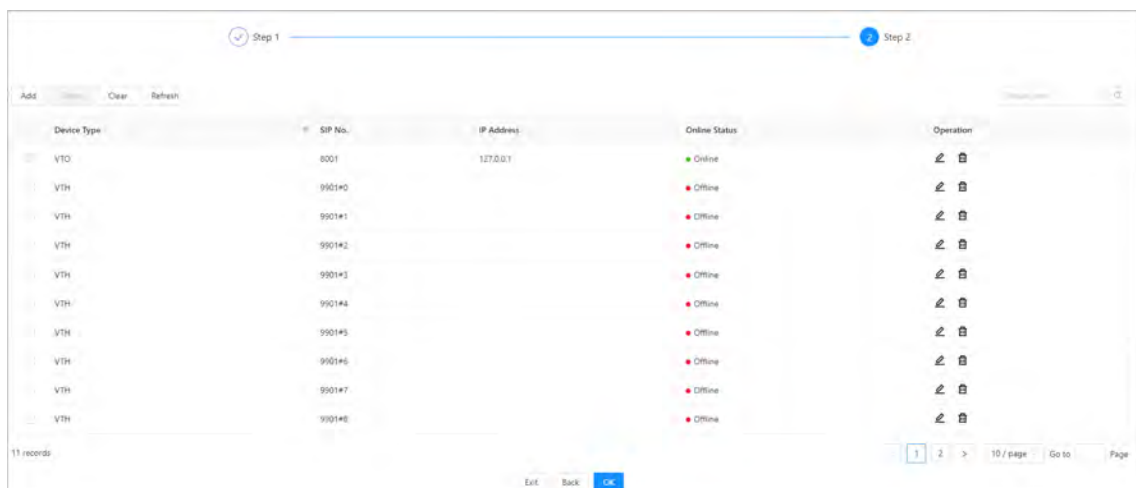 Step 1
2 Step 2
Add Clear Refresh
Device Type SIP No. IP Address Online Status Operation
VTO 8001 127.0.0.1 Online
VTH 9901#0 Offline
VTH 9901#1 Offline
VTH 9901#2 Offline
VTH 9901#3 Offline
VTH 9901#4 Offline
VTH 9901#5 Offline
VTH 9901#6 Offline
VTH 9901#7 Offline
VTH 9901#8 Offline
11 records 1 2 > 10 / page Go to Page
Exit Back OK